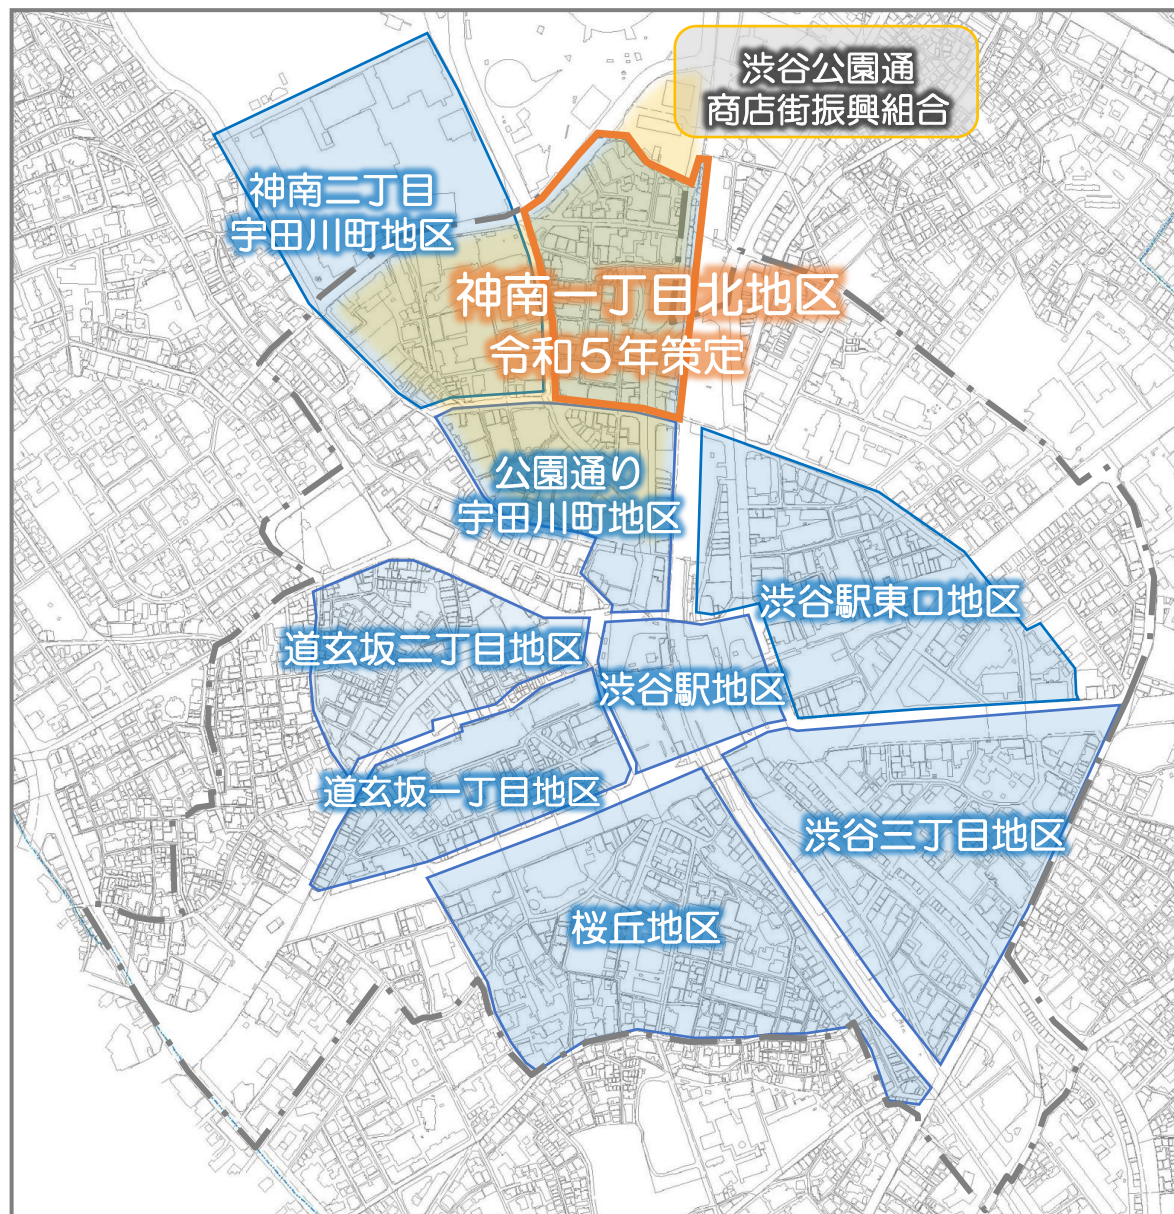 渋谷公園通
商店街振興組合
神南二丁目
宇田川町地区
神南一丁目北地区
令和５年策定
公園通り
宇田川町地区
渋谷駅東口地区
道玄坂二丁目地区
渋谷駅地区
道玄坂一丁目地区
渋谷三丁目地区
桜丘地区